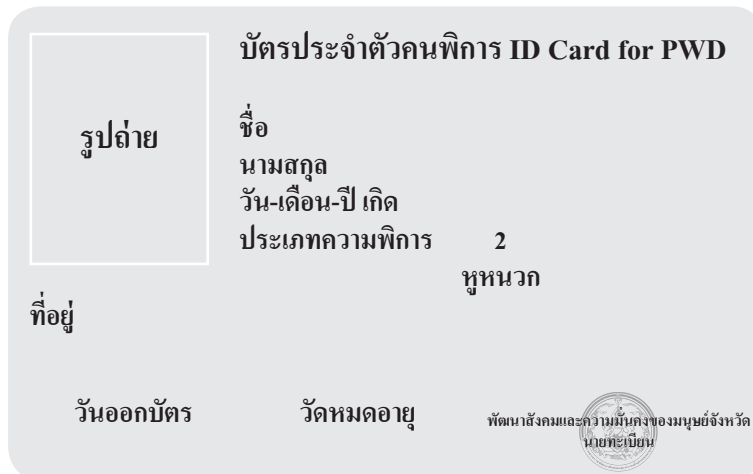 บัตรประจำตัวคนพิการ ID Card for PWD
รูปถ่าย
ชื่อ
นามสกุล
วัน-เดือน-ปี เกิด
ประเภทความพิการ 2
หูหนวก
ที่อยู่
วันออกบัตร วัดหมดอายุ พัฒนาสังคมและความมั่นคงของมนุษย์จังหวัด
นายทะเบียน